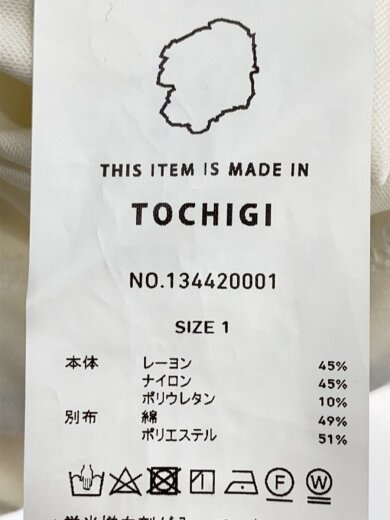 THIS ITEM IS MADE IN
TOCHIGI
NO.134420001
SIZE 1
本体 レーヨン 45%
ナイロン 45%
ポリウレタン 10%
別布 綿 49%
ポリエステル 51%
F W